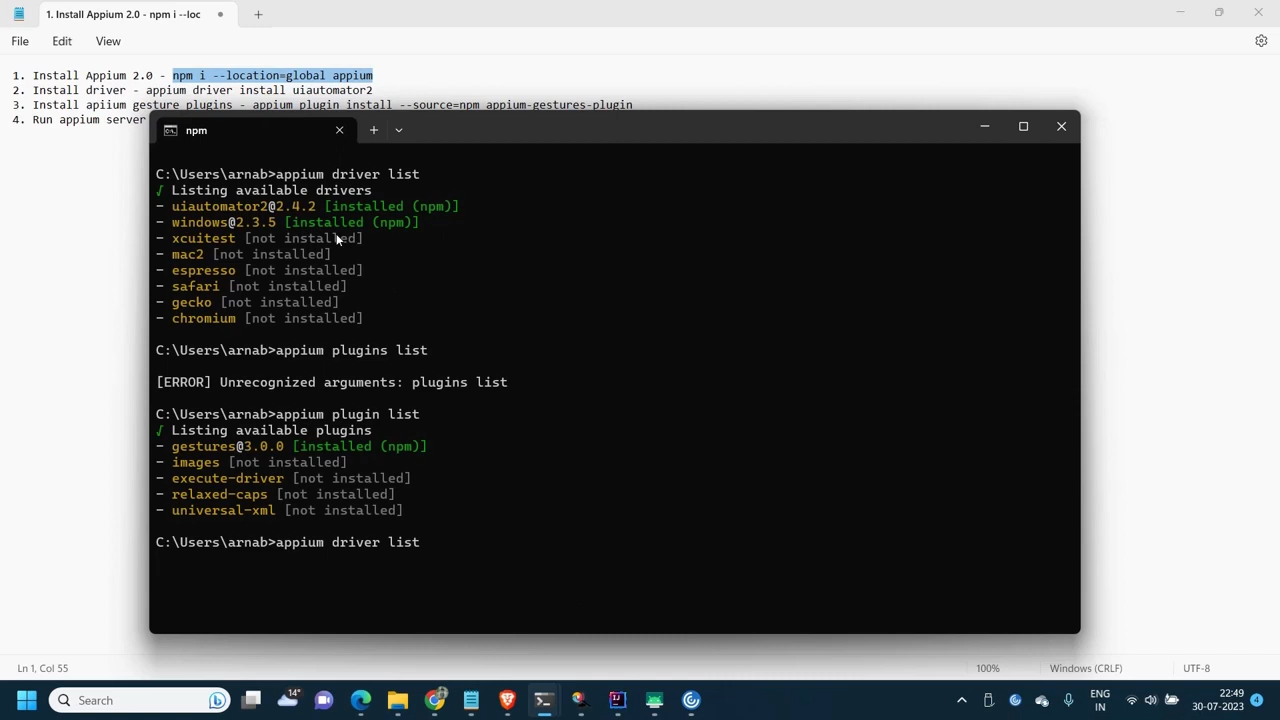 1. Install Appium 2.0 - npm i --loc
File
Edit
View
1. Install Appium 2.0 - npm i --location=global appium
2. Install driver - appium driver install uiautomator2
3. Install apiium gesture plugins - appium plugin install --source=npm appium-gestures-plugin
4. Run appium server
npm
C:\Users\arnab>appium driver list
√ Listing available drivers
- uiautomator2@2.4.2 [installed (npm)]
- windows@2.3.5 [installed (npm)]
- xcuitest [not installed]
- mac2 [not installed]
- espresso [not installed]
- safari [not installed]
- gecko [not installed]
- chromium [not installed]
C:\Users\arnab>appium plugins list
[ERROR] Unrecognized arguments: plugins list
C:\Users\arnab>appium plugin list
√ Listing available plugins
- gestures@3.0.0 [installed (npm)]
- images [not installed]
- execute-driver [not installed]
- relaxed-caps [not installed]
- universal-xml [not installed]
C:\Users\arnab>appium driver list
Ln 1, Col 55
100%
Windows (CRLF)
UTF-8
Search
14°
ENG
IN
22:49
30-07-2023
4